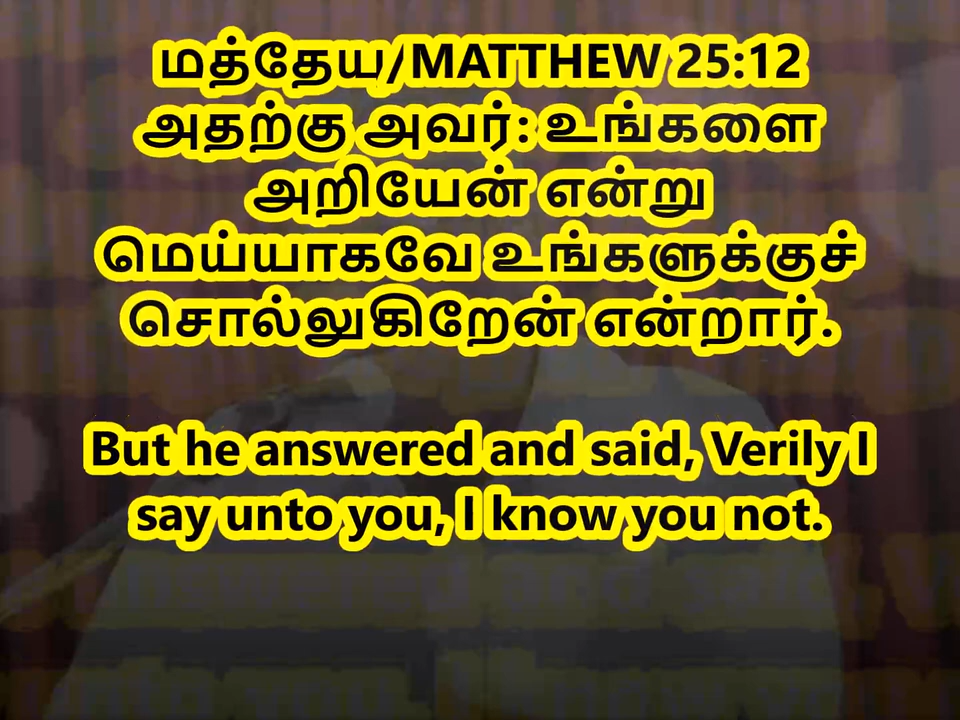 மத்தேயு/MATTHEW 25:12
அதற்கு அவர்: உங்களை
அறியேன் என்று
மெய்யாகவே உங்களுக்குச்
சொல்லுகிறேன் என்றார்.
But he answered and said, Verily I
say unto you, I know you not.